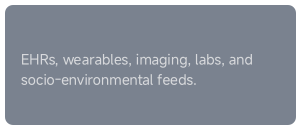 EHRs, wearables, imaging, labs, and
socio-environmental feeds.